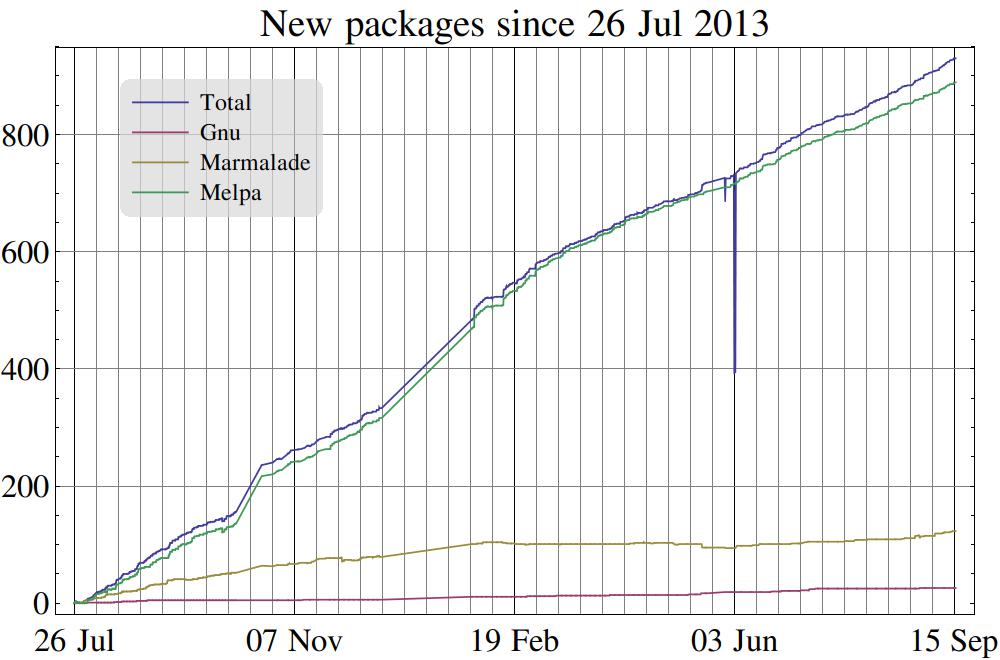 New packages since 26 Jul 2013
Total
Gnu
Marmalade
Melpa
800
600
400
200
0
26 Jul 07 Nov 19 Feb 03 Jun 15 Sep